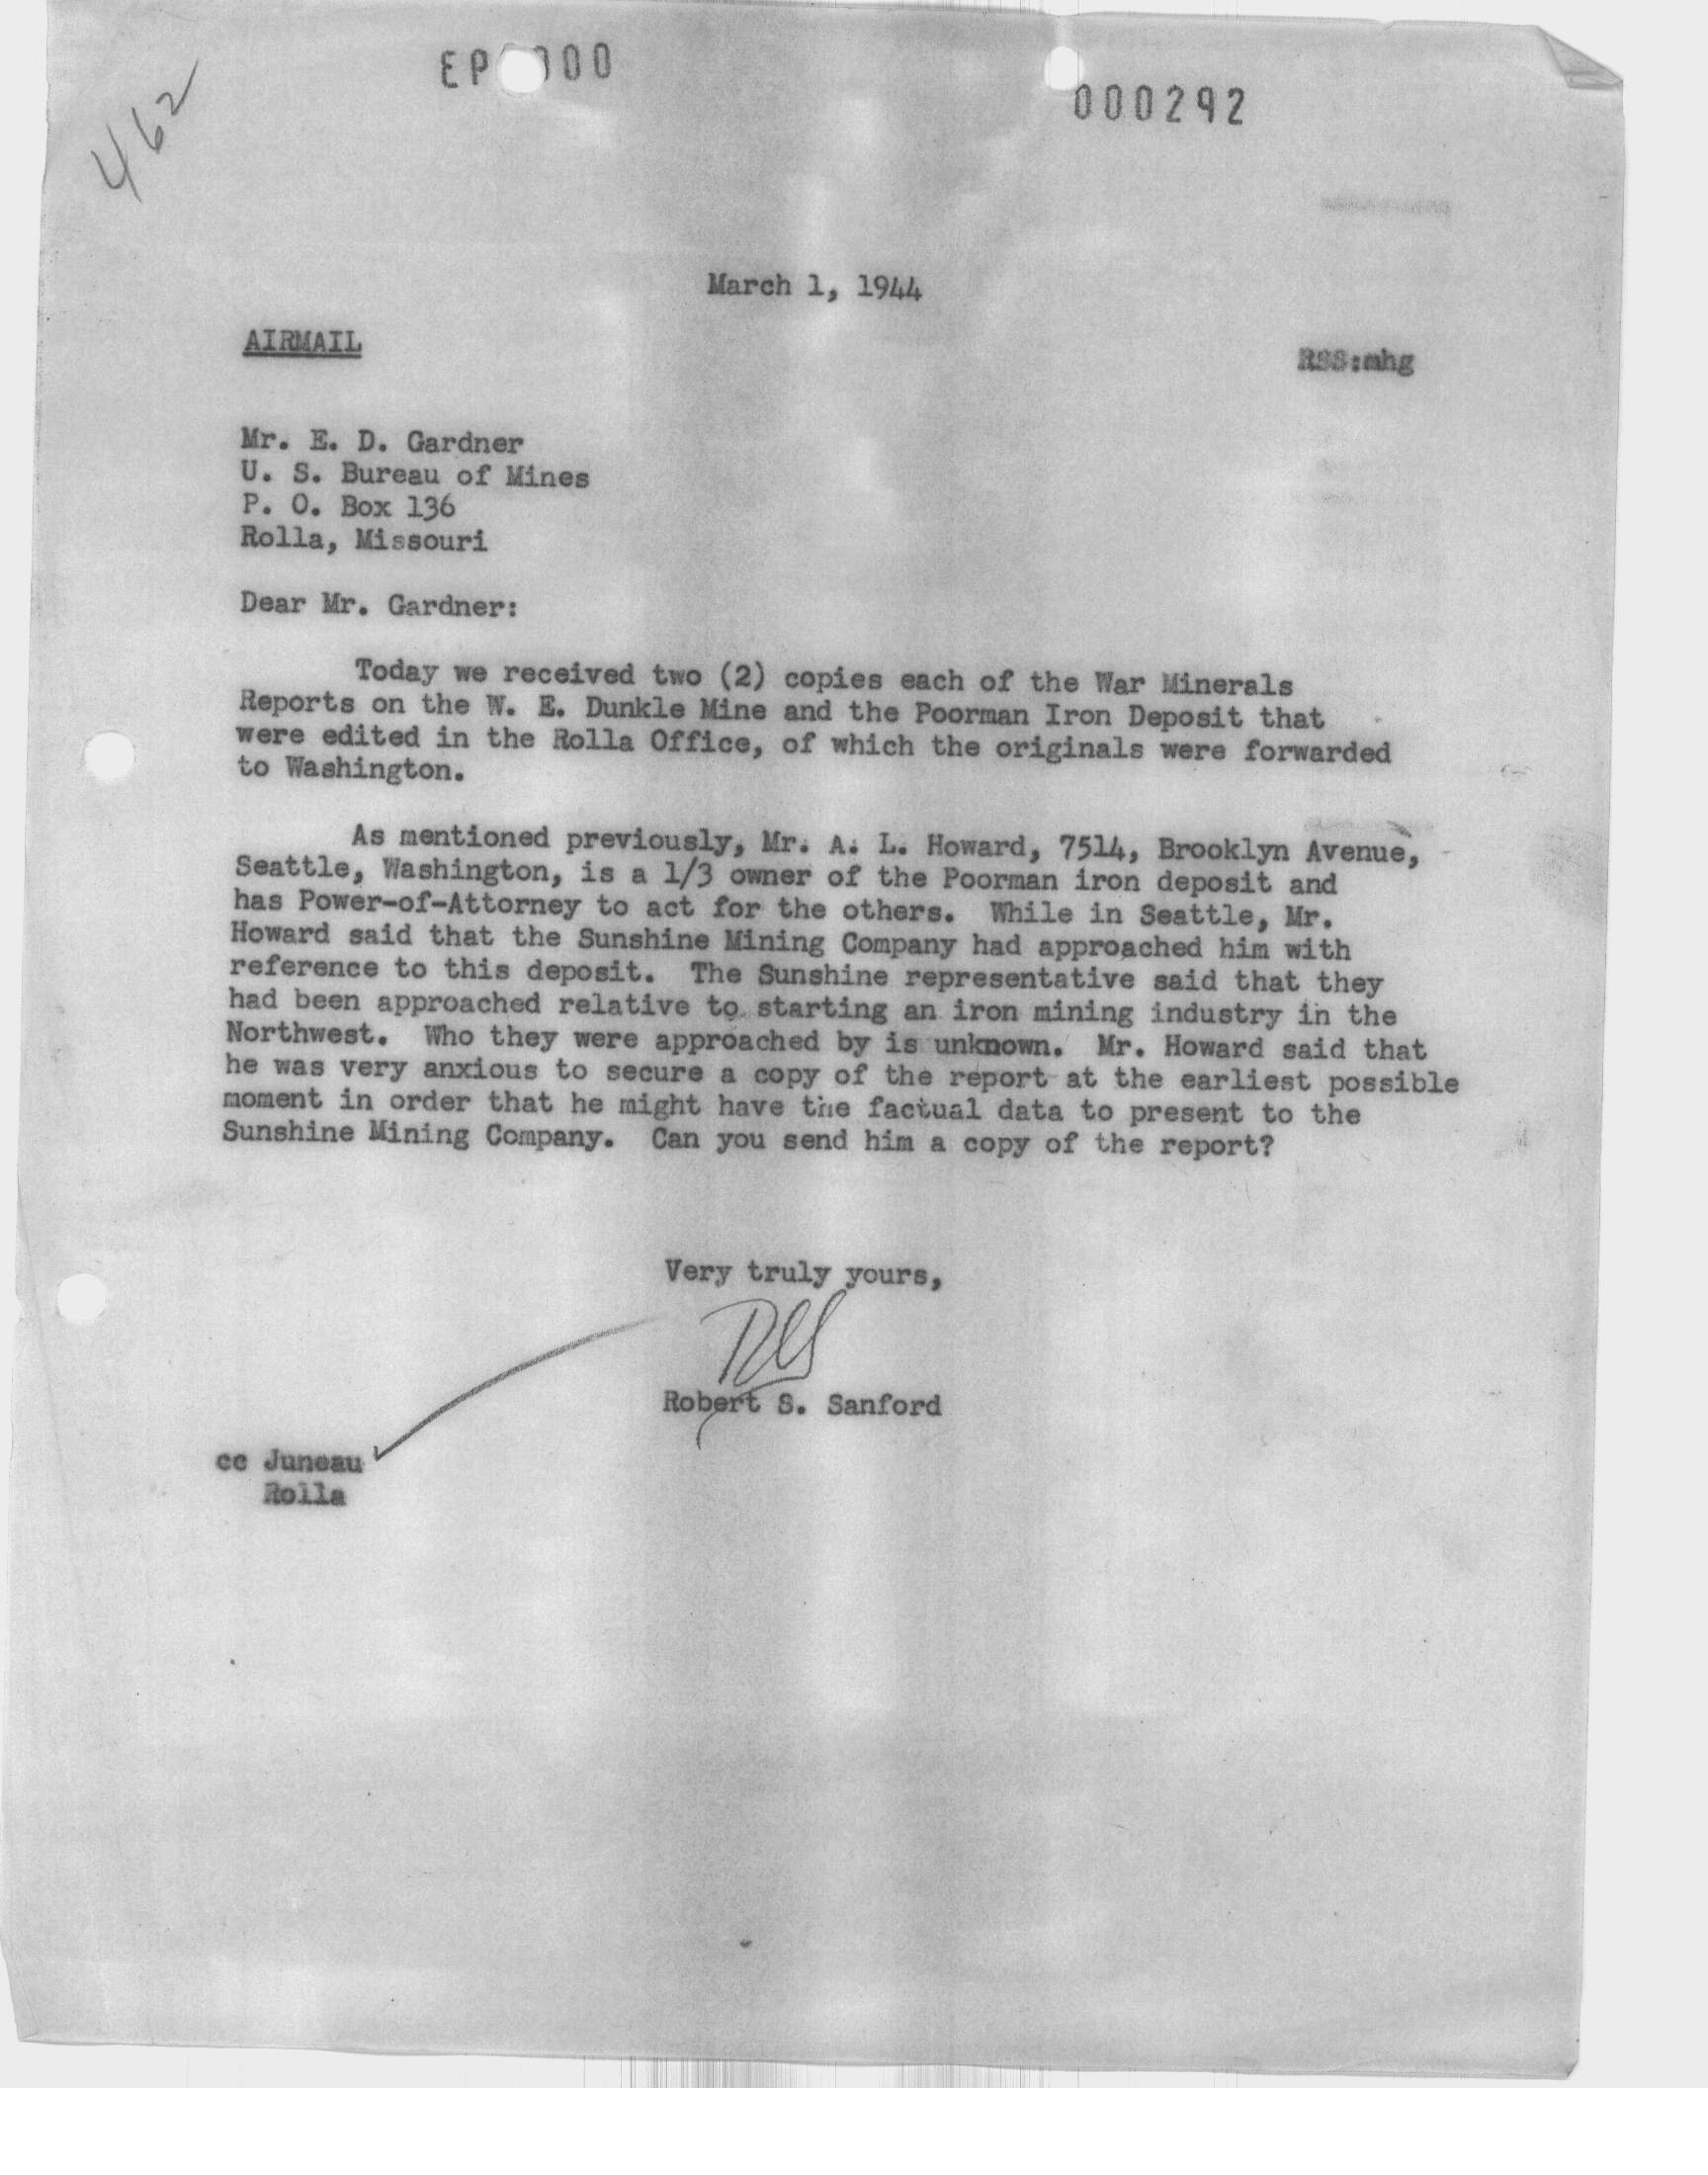 462
EP 000
000292
March 1, 1944
AIRMAIL
RSS:mhg
Mr. E. D. Gardner
U. S. Bureau of Mines
P. O. Box 136
Rolla, Missouri
Dear Mr. Gardner:
Today we received two (2) copies each of the War Minerals
Reports on the W. E. Dunkle Mine and the Poorman Iron Deposit that
were edited in the Rolla Office, of which the originals were forwarded
to Washington.
As mentioned previously, Mr. A. L. Howard, 7514, Brooklyn Avenue,
Seattle, Washington, is a 1/3 owner of the Poorman iron deposit and
has Power-of-Attorney to act for the others. While in Seattle, Mr.
Howard said that the Sunshine Mining Company had approached him with
reference to this deposit. The Sunshine representative said that they
had been approached relative to starting an iron mining industry in the
Northwest. Who they were approached by is unknown. Mr. Howard said that
he was very anxious to secure a copy of the report at the earliest possible
moment in order that he might have the factual data to present to the
Sunshine Mining Company. Can you send him a copy of the report?
Very truly yours,
RSS
Robert S. Sanford
cc Juneau
Rolla